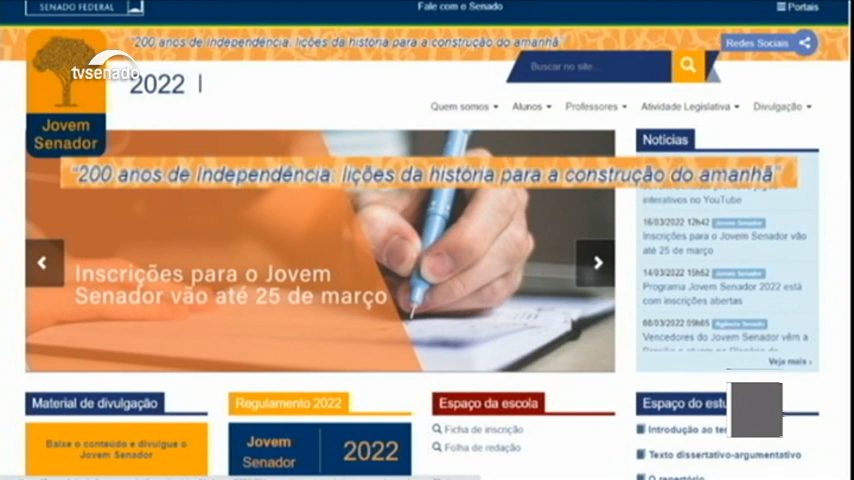 SENADO FEDERAL
Fale com o Senado
Portais
"200 anos de independência: lições da história para a construção do amanhã"
Redes Sociais
tvsenado
2022
Buscar no site...
Jovem
Senador
Quem somos
Alunos
Professores
Atividade Legislativa
Divulgação
"200 anos de Independência: lições da história para a construção do amanhã"
Inscrições para o Jovem
Senador vão até 25 de março
Notícias
interativos no YouTube
16/03/2022 12h42 Jovem Senador
Inscrições para o Jovem Senador vão
até 25 de março
14/03/2022 15h52 Jovem Senador
Programa Jovem Senador 2022 está
com inscrições abertas
08/03/2022 09h05 Agência Senado
Vencedores do Jovem Senador vêm a
Veja mais
Material de divulgação
Baixe o conteúdo e divulgue o
Jovem Senador
Regulamento 2022
Jovem
Senador
2022
Espaço da escola
Ficha de inscrição
Folha de redação
Espaço do
Introdução ao
Texto dissertativo-argumentativo
O repertório